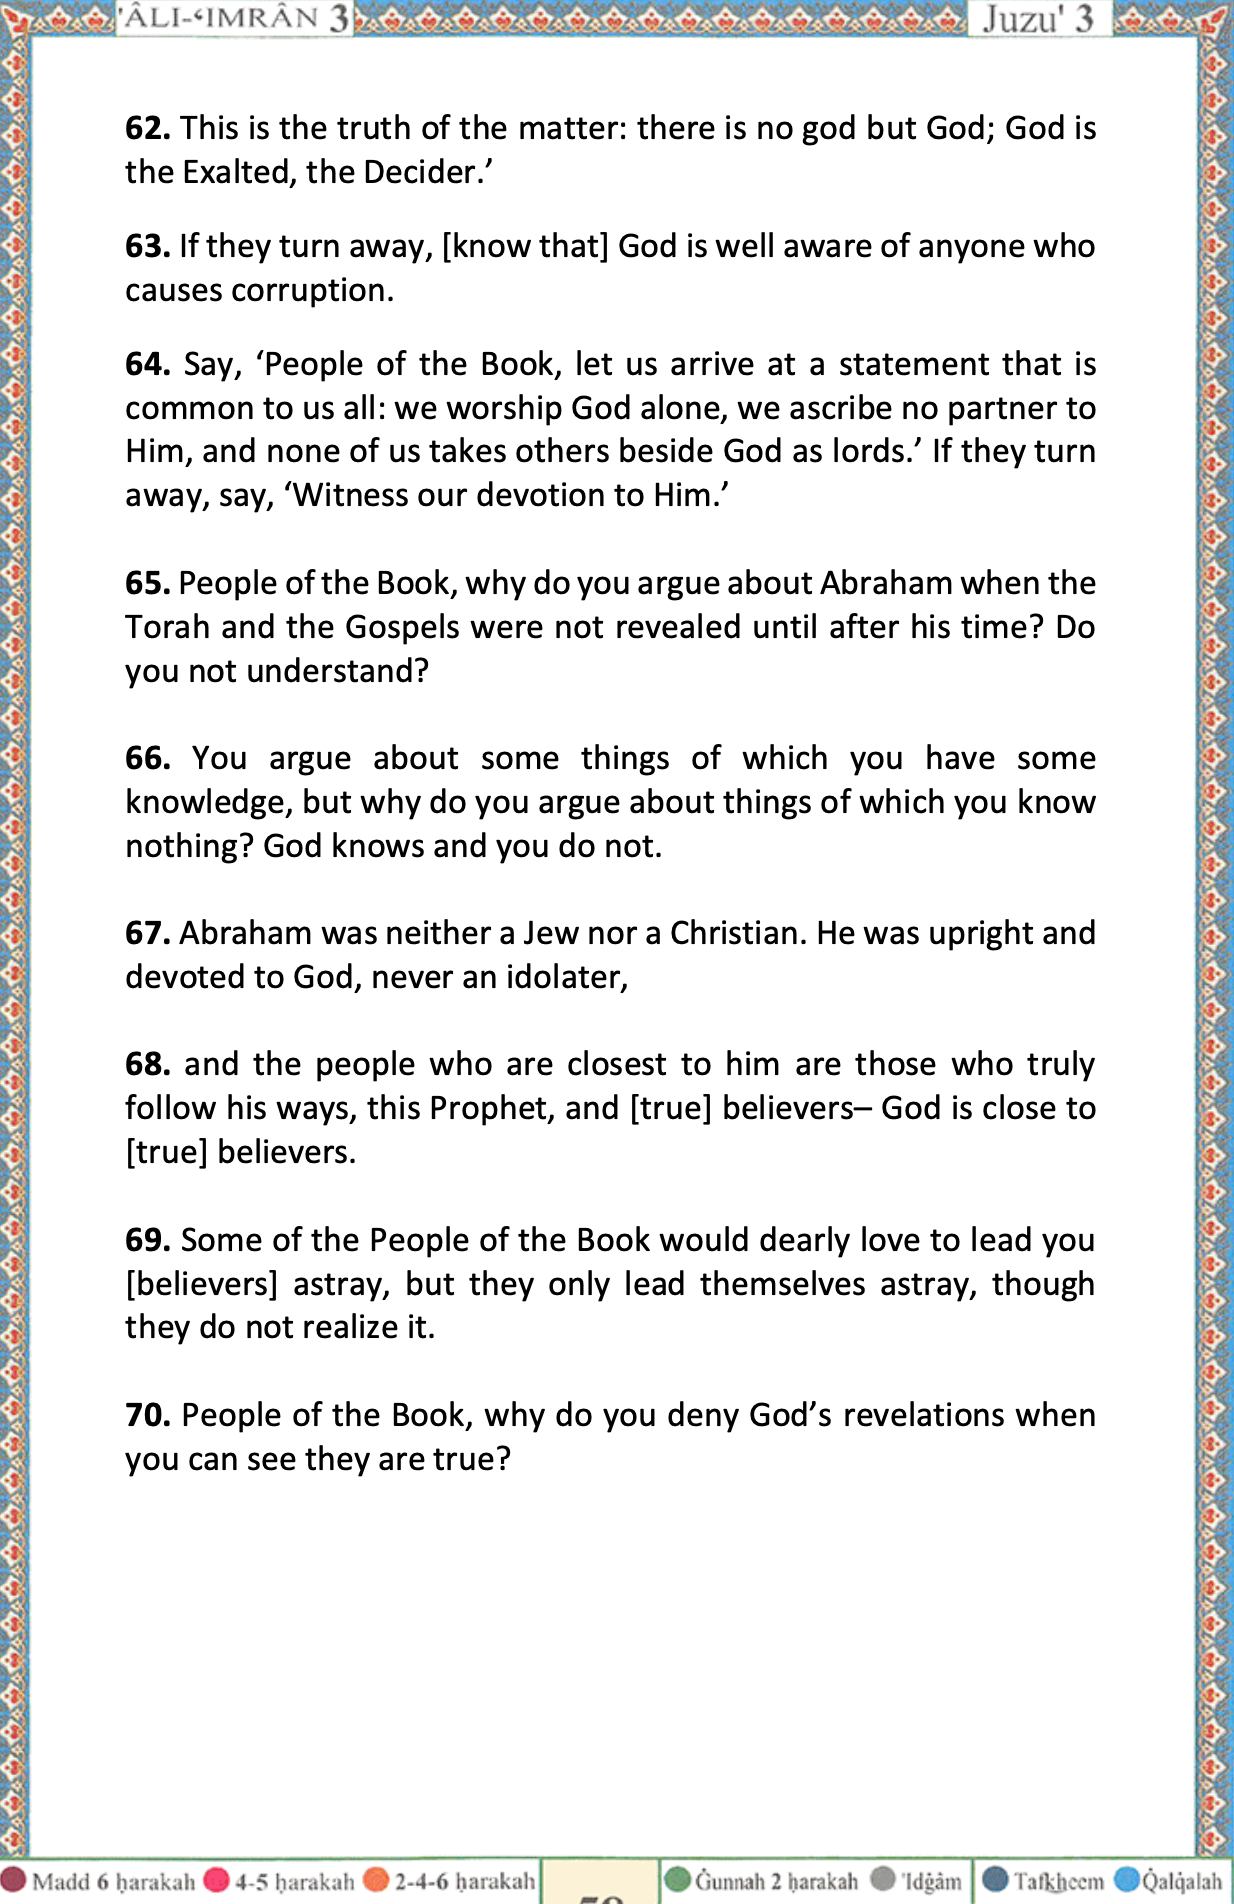 'ÂLI-‘IMRÂN 3
Juzu' 3
62. This is the truth of the matter: there is no god but God; God is
the Exalted, the Decider.’
63. If they turn away, [know that] God is well aware of anyone who
causes corruption.
64. Say, ‘People of the Book, let us arrive at a statement that is
common to us all: we worship God alone, we ascribe no partner to
Him, and none of us takes others beside God as lords.’ If they turn
away, say, ‘Witness our devotion to Him.’
65. People of the Book, why do you argue about Abraham when the
Torah and the Gospels were not revealed until after his time? Do
you not understand?
66. You argue about some things of which you have some
knowledge, but why do you argue about things of which you know
nothing? God knows and you do not.
67. Abraham was neither a Jew nor a Christian. He was upright and
devoted to God, never an idolater,
68. and the people who are closest to him are those who truly
follow his ways, this Prophet, and [true] believers– God is close to
[true] believers.
69. Some of the People of the Book would dearly love to lead you
[believers] astray, but they only lead themselves astray, though
they do not realize it.
70. People of the Book, why do you deny God’s revelations when
you can see they are true?
Madd 6 ḥarakah 4-5 ḥarakah 2-4-6 ḥarakah
Ġunnah 2 ḥarakah 'Idġâm Tafkheem Qalqalah